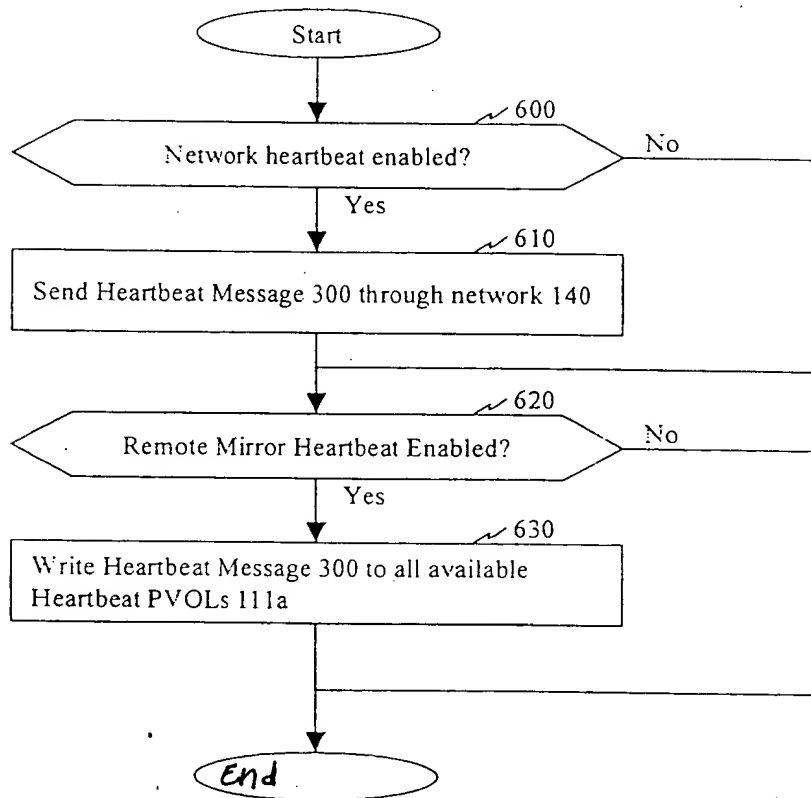 Start
600
Network heartbeat enabled?
No
Yes
610
Send Heartbeat Message 300 through network 140
620
Remote Mirror Heartbeat Enabled?
No
Yes
630
Write Heartbeat Message 300 to all available
Heartbeat PVOLs 111a
End